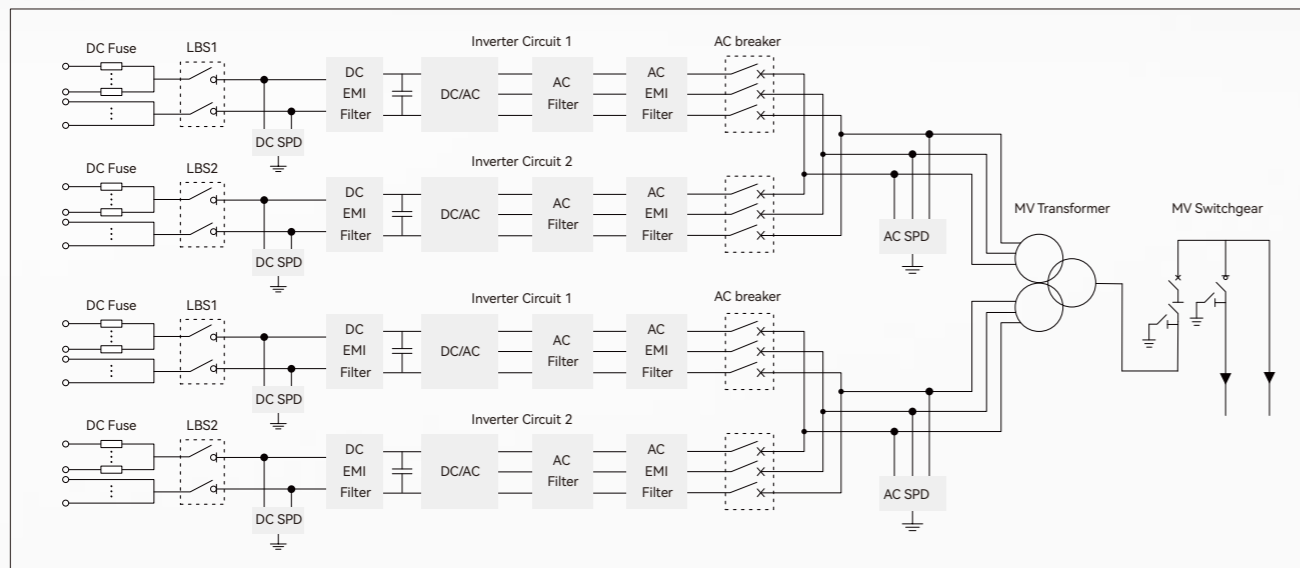 Inverter Circuit 1
AC breaker
DC Fuse
LBS1
DC
EMI
Filter
DC/AC
AC
Filter
AC
EMI
Filter
DC SPD
Inverter Circuit 2
DC Fuse
LBS2
DC
EMI
Filter
DC/AC
AC
Filter
AC
EMI
Filter
DC SPD
AC SPD
MV Transformer
MV Switchgear
Inverter Circuit 1
AC breaker
DC Fuse
LBS1
DC
EMI
Filter
DC/AC
AC
Filter
AC
EMI
Filter
DC SPD
Inverter Circuit 2
DC Fuse
LBS2
DC
EMI
Filter
DC/AC
AC
Filter
AC
EMI
Filter
DC SPD
AC SPD